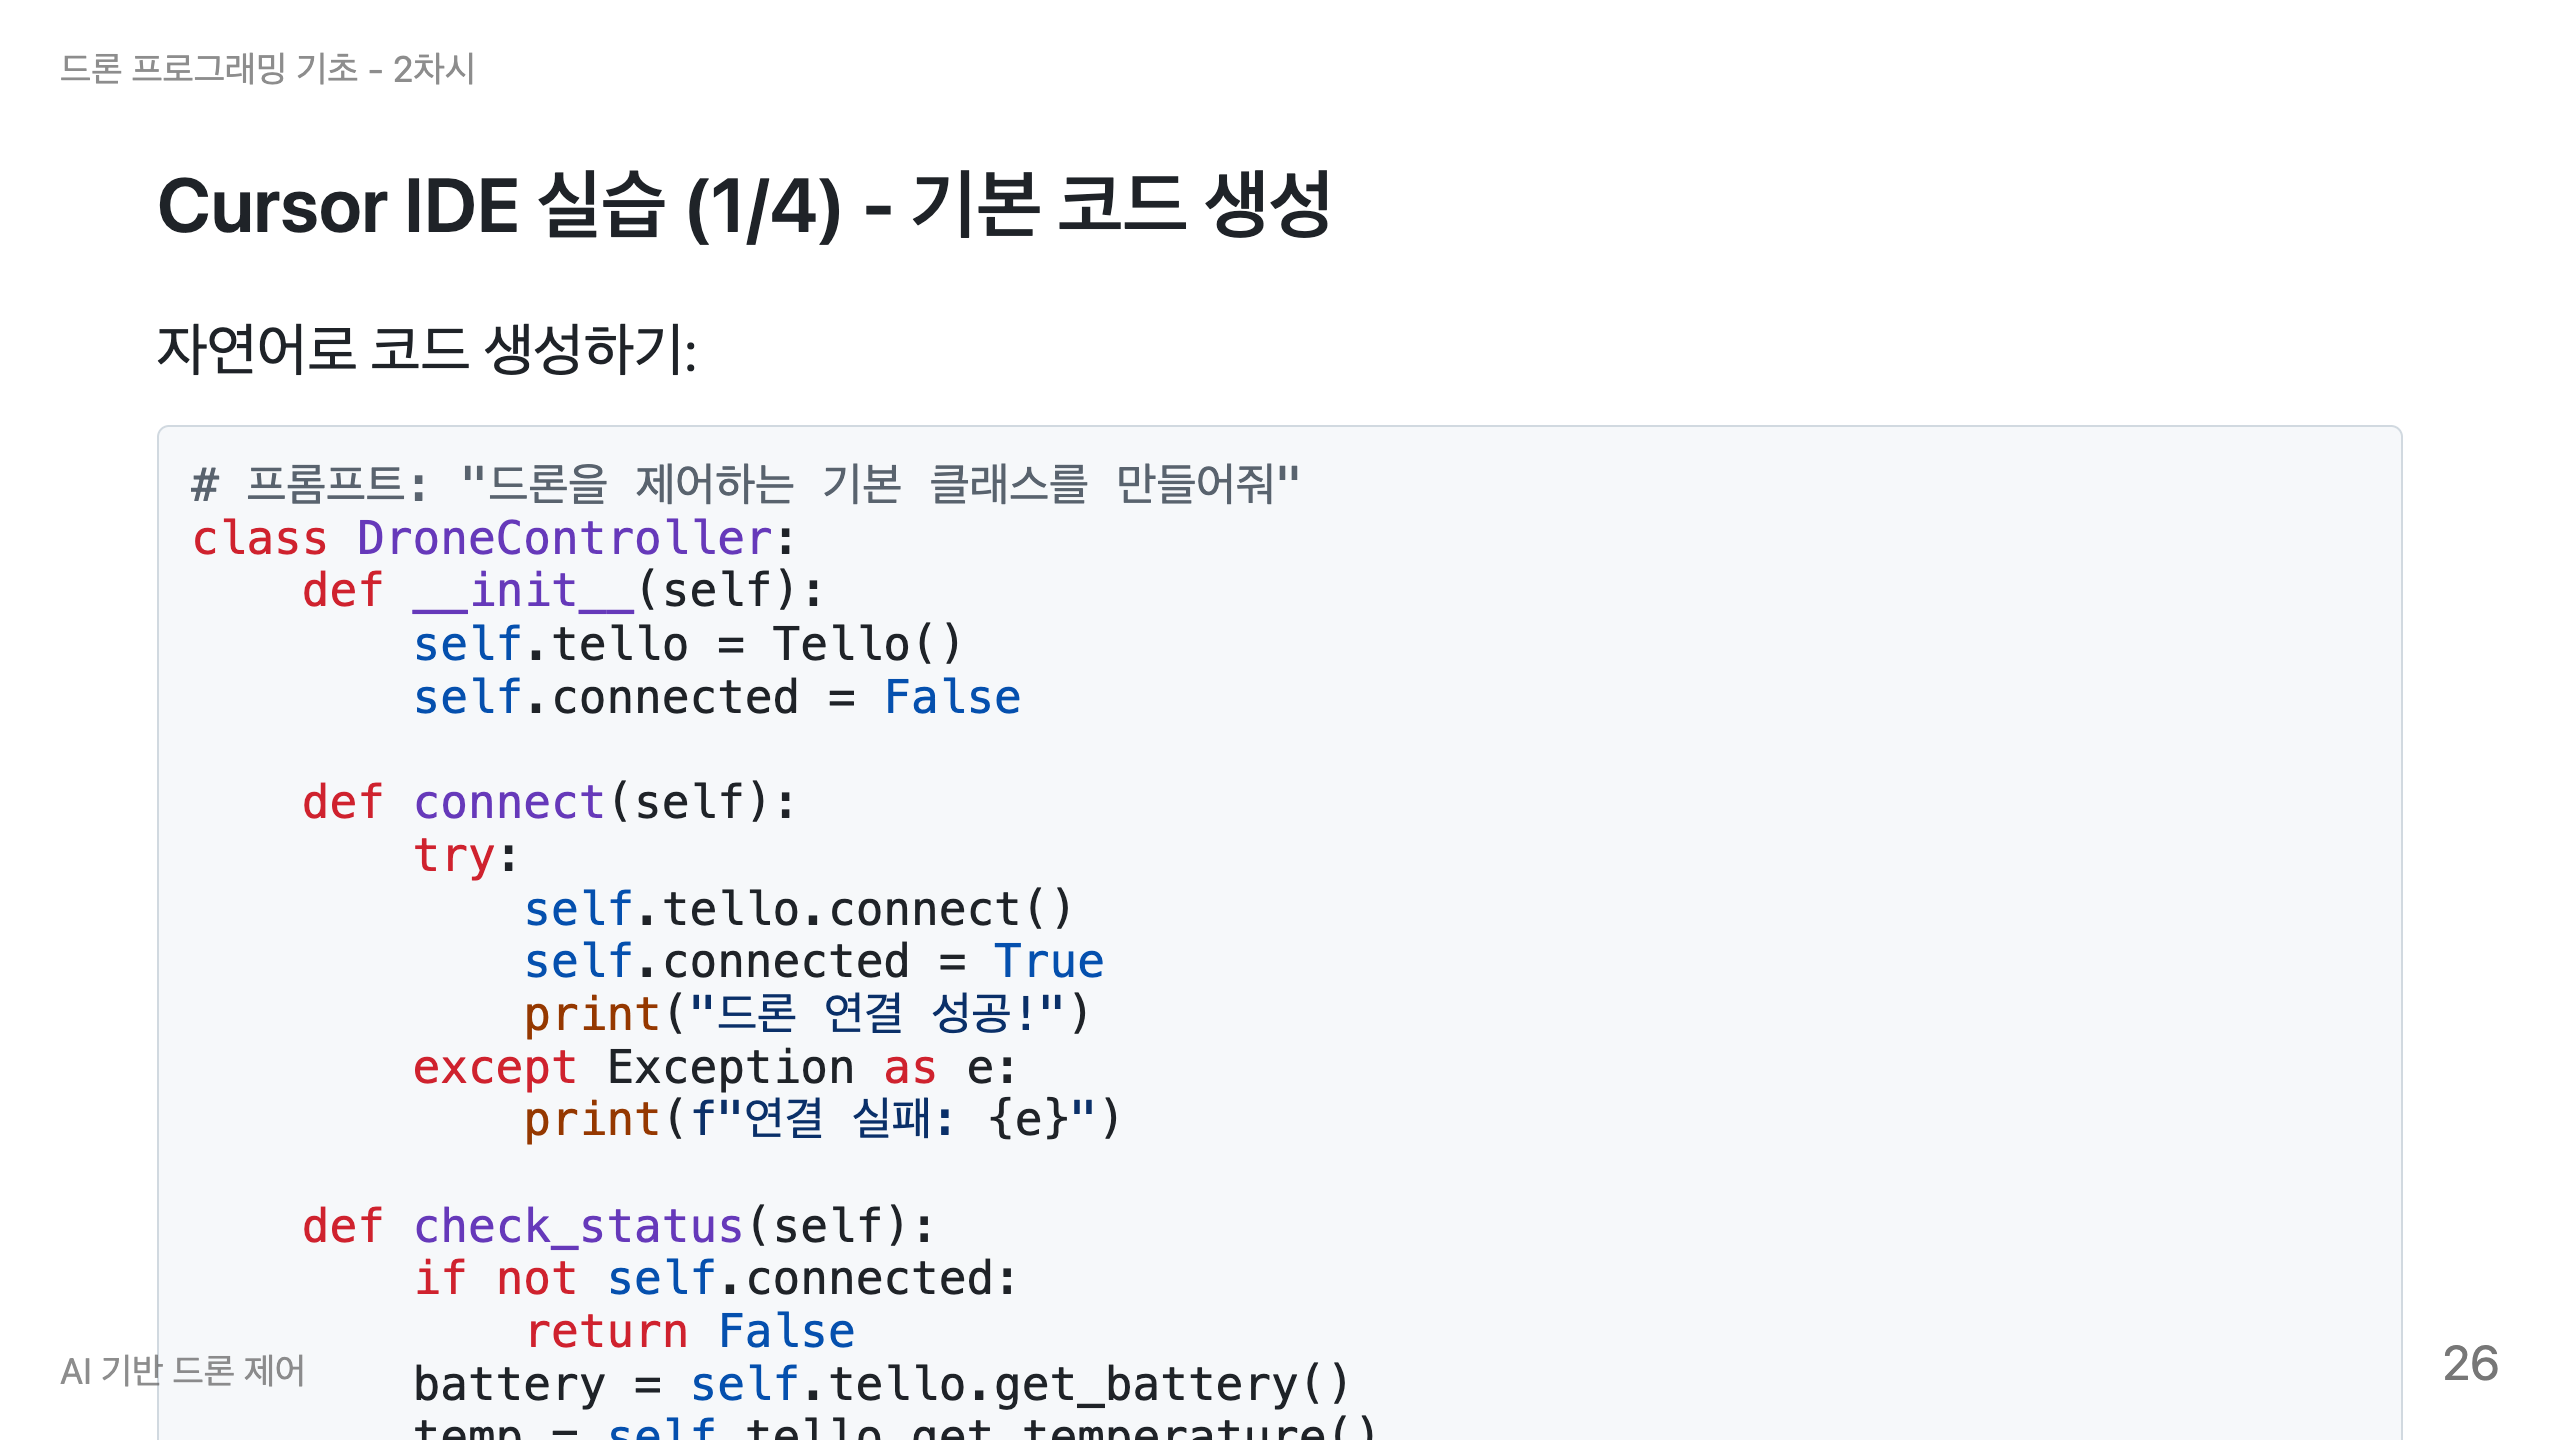 드론 프로그래밍 기초 - 2차시
Cursor IDE 실습 (1/4) - 기본 코드 생성
자연어로 코드 생성하기:
# 프롬프트: "드론을 제어하는 기본 클래스를 만들어줘"
class DroneController:
    def __init__(self):
        self.tello = Tello()
        self.connected = False
    def connect(self):
        try:
            self.tello.connect()
            self.connected = True
            print("드론 연결 성공!")
        except Exception as e:
            print(f"연결 실패: {e}")
    def check_status(self):
        if not self.connected:
            return False
        battery = self.tello.get_battery()
        temp = self.tello.get_temperature()
AI 기반 드론 제어
26